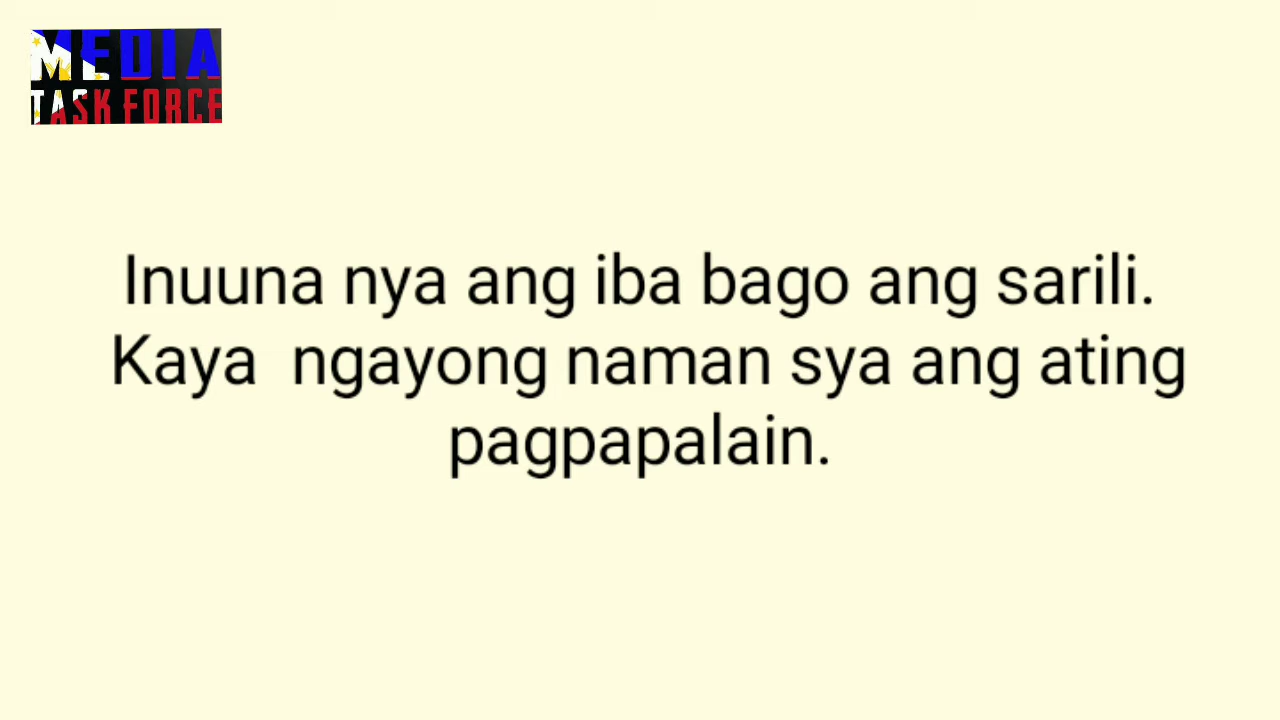 MEDIA
TASK FORCE
Inuuna nya ang iba bago ang sarili.
Kaya  ngayong naman sya ang ating
pagpapalain.